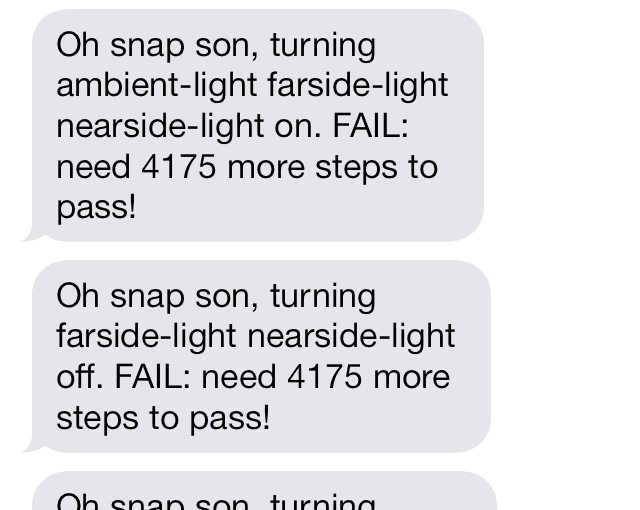 Oh snap son, turning
ambient-light farside-light
nearside-light on. FAIL:
need 4175 more steps to
pass!
Oh snap son, turning
farside-light nearside-light
off. FAIL: need 4175 more
steps to pass!
Oh snap son, turning